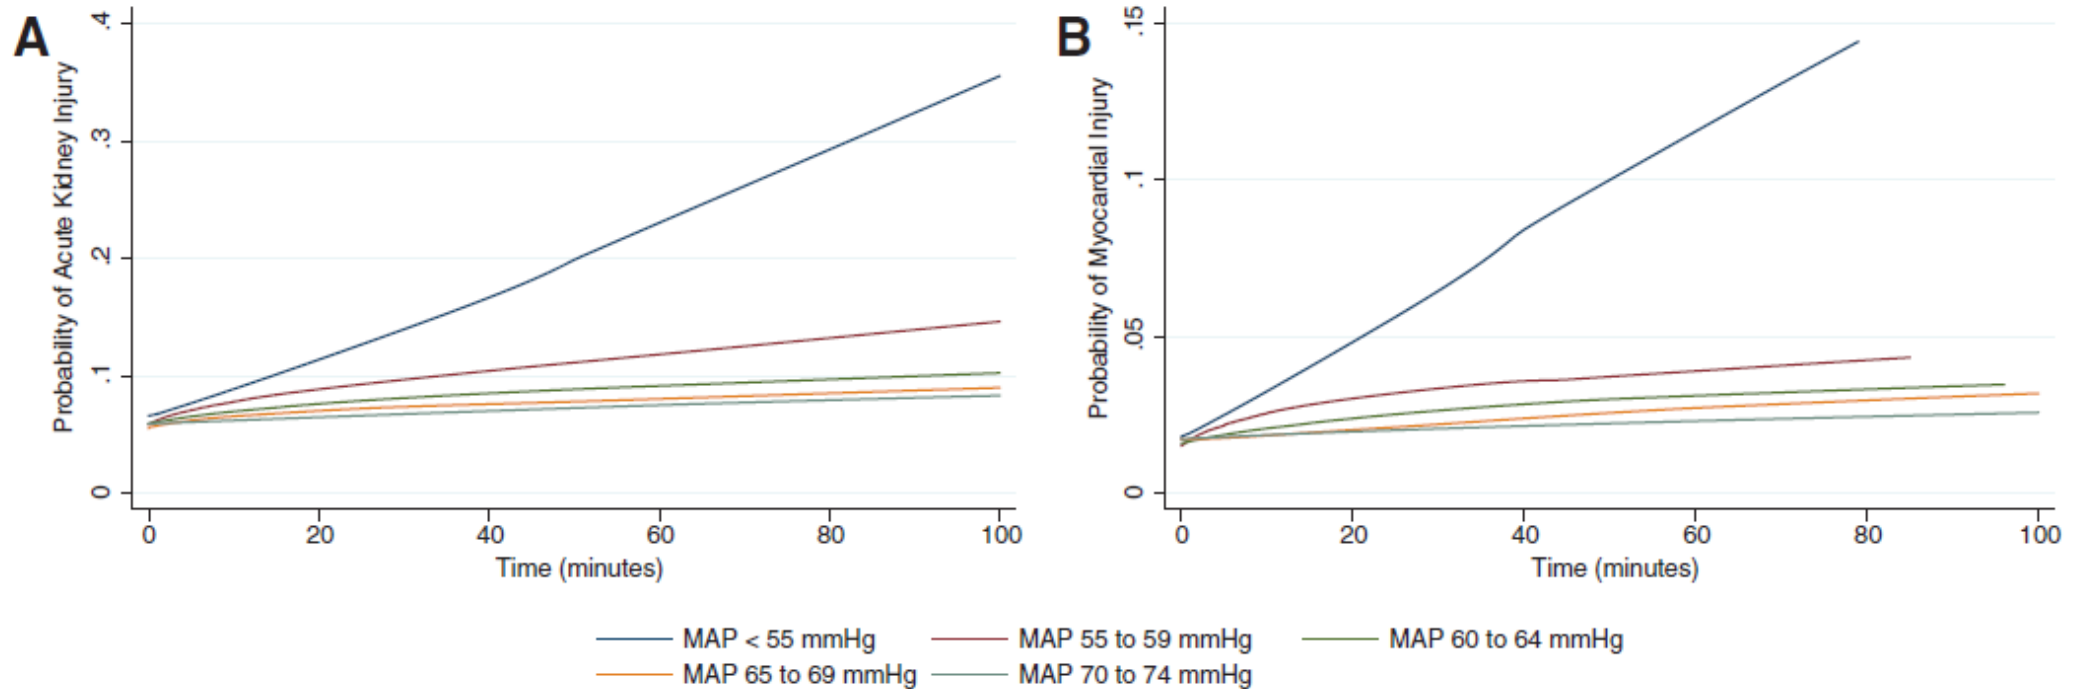 A
Probability of Acute Kidney Injury
.4
.3
.2
.1
0
0 20 40 60 80 100
Time (minutes)
B
Probability of Myocardial Injury
.15
.1
.05
0
0 20 40 60 80 100
Time (minutes)
MAP < 55 mmHg MAP 55 to 59 mmHg MAP 60 to 64 mmHg
MAP 65 to 69 mmHg MAP 70 to 74 mmHg